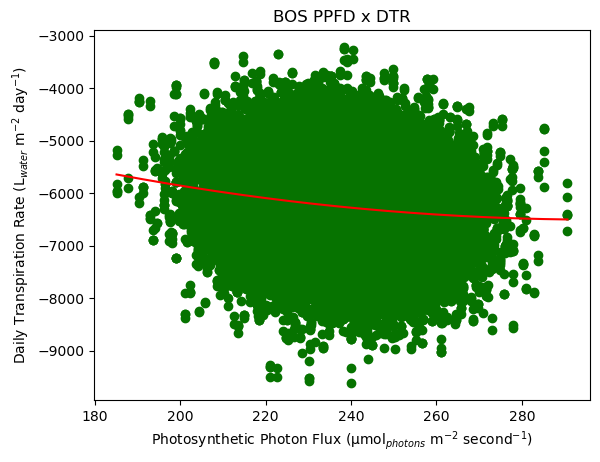 BOS PPFD x DTR
−3000
−4000
−5000
−6000
−7000
−8000
−9000
Daily Transpiration Rate (L_water m⁻² day⁻¹)
180 200 220 240 260 280
Photosynthetic Photon Flux (μmol_photons m⁻² second⁻¹)